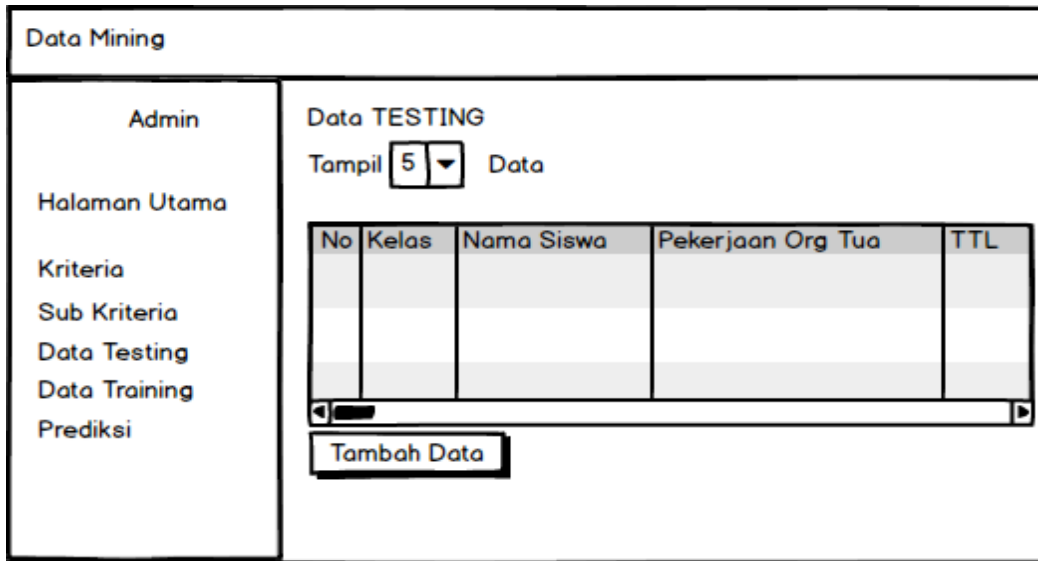 Data Mining
Admin
Halaman Utama
Kriteria
Sub Kriteria
Data Testing
Data Training
Prediksi
Data TESTING
Tampil 5 Data
No Kelas Nama Siswa Pekerjaan Org Tua TTL
Tambah Data